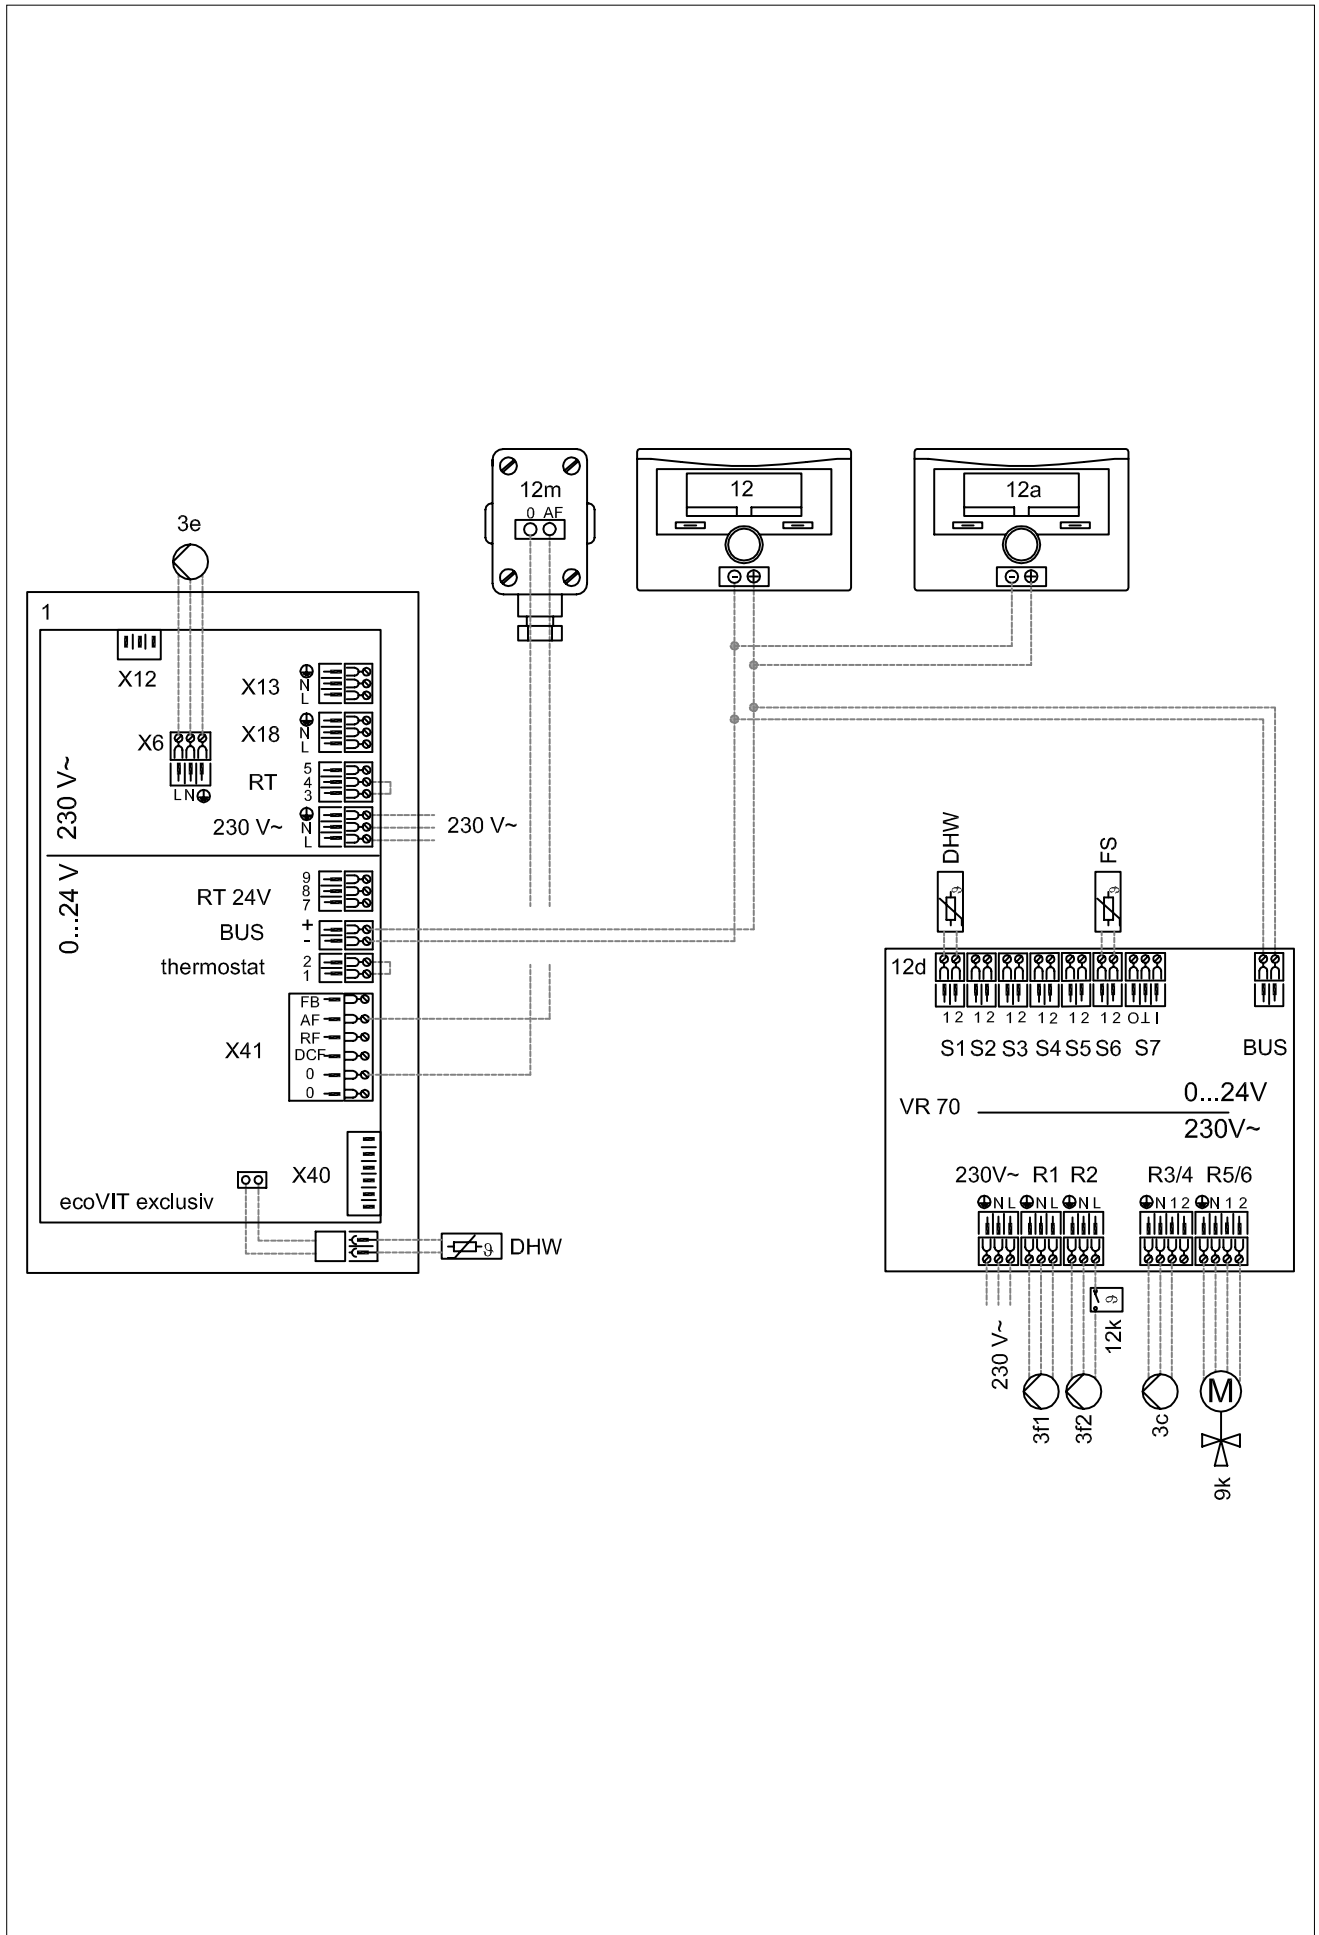 3e
12m
0 AF
12
12a
- +
- +
1
X12
X6
L N
230 V~
X13
N
L
X18
N
L
RT
5
4
3
230 V~
N
L
230 V~
0...24 V
RT 24V
9
8
7
BUS
+
-
thermostat
2
1
X41
FB
AF
RF
DCF
0
0
X40
ecoVIT exclusiv
ϑ DHW
DHW
ϑ
FS
ϑ
12d
1 2 1 2 1 2 1 2 1 2 1 2 O T I
S1 S2 S3 S4 S5 S6 S7 BUS
VR 70
0...24V
230V~
230V~ R1 R2 R3/4 R5/6
N L N L N L N 1 2 N 1 2
ϑ
12k
230 V~
3f1
3f2
3c
M
9k